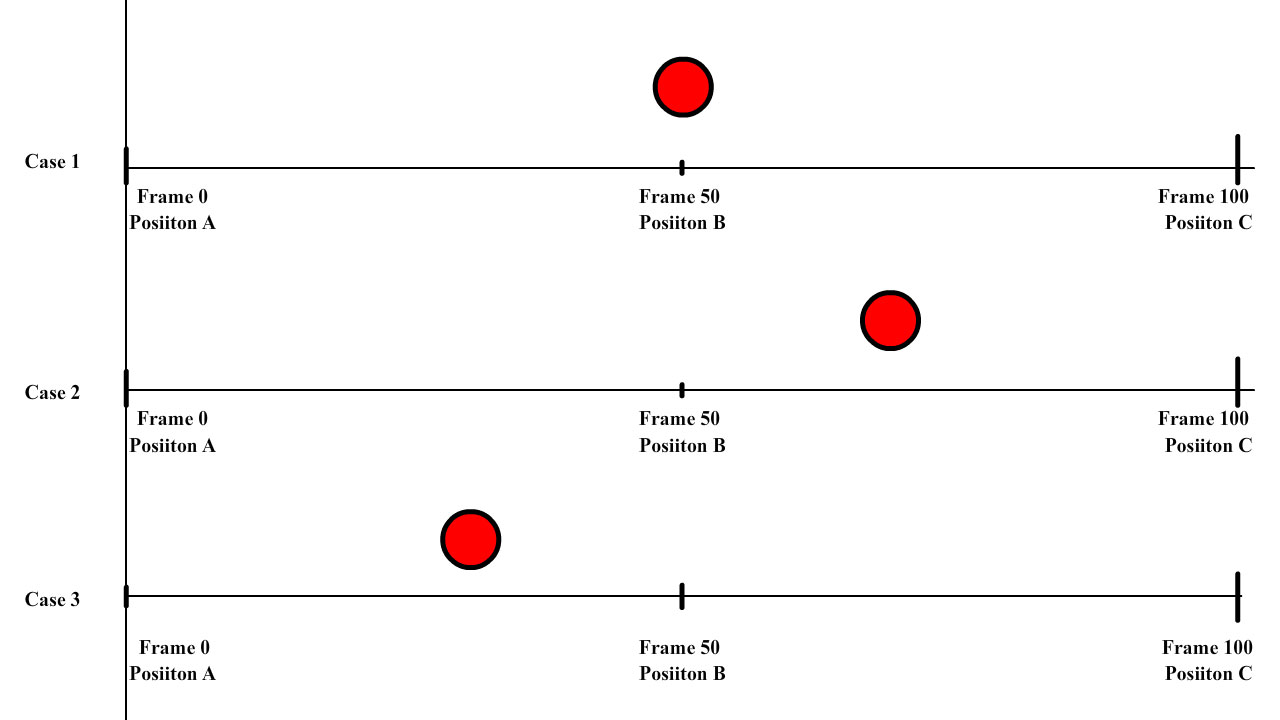 Case 1
Frame 0
Posiiton A
Frame 50
Posiiton B
Frame 100
Posiiton C
Case 2
Frame 0
Posiiton A
Frame 50
Posiiton B
Frame 100
Posiiton C
Case 3
Frame 0
Posiiton A
Frame 50
Posiiton B
Frame 100
Posiiton C